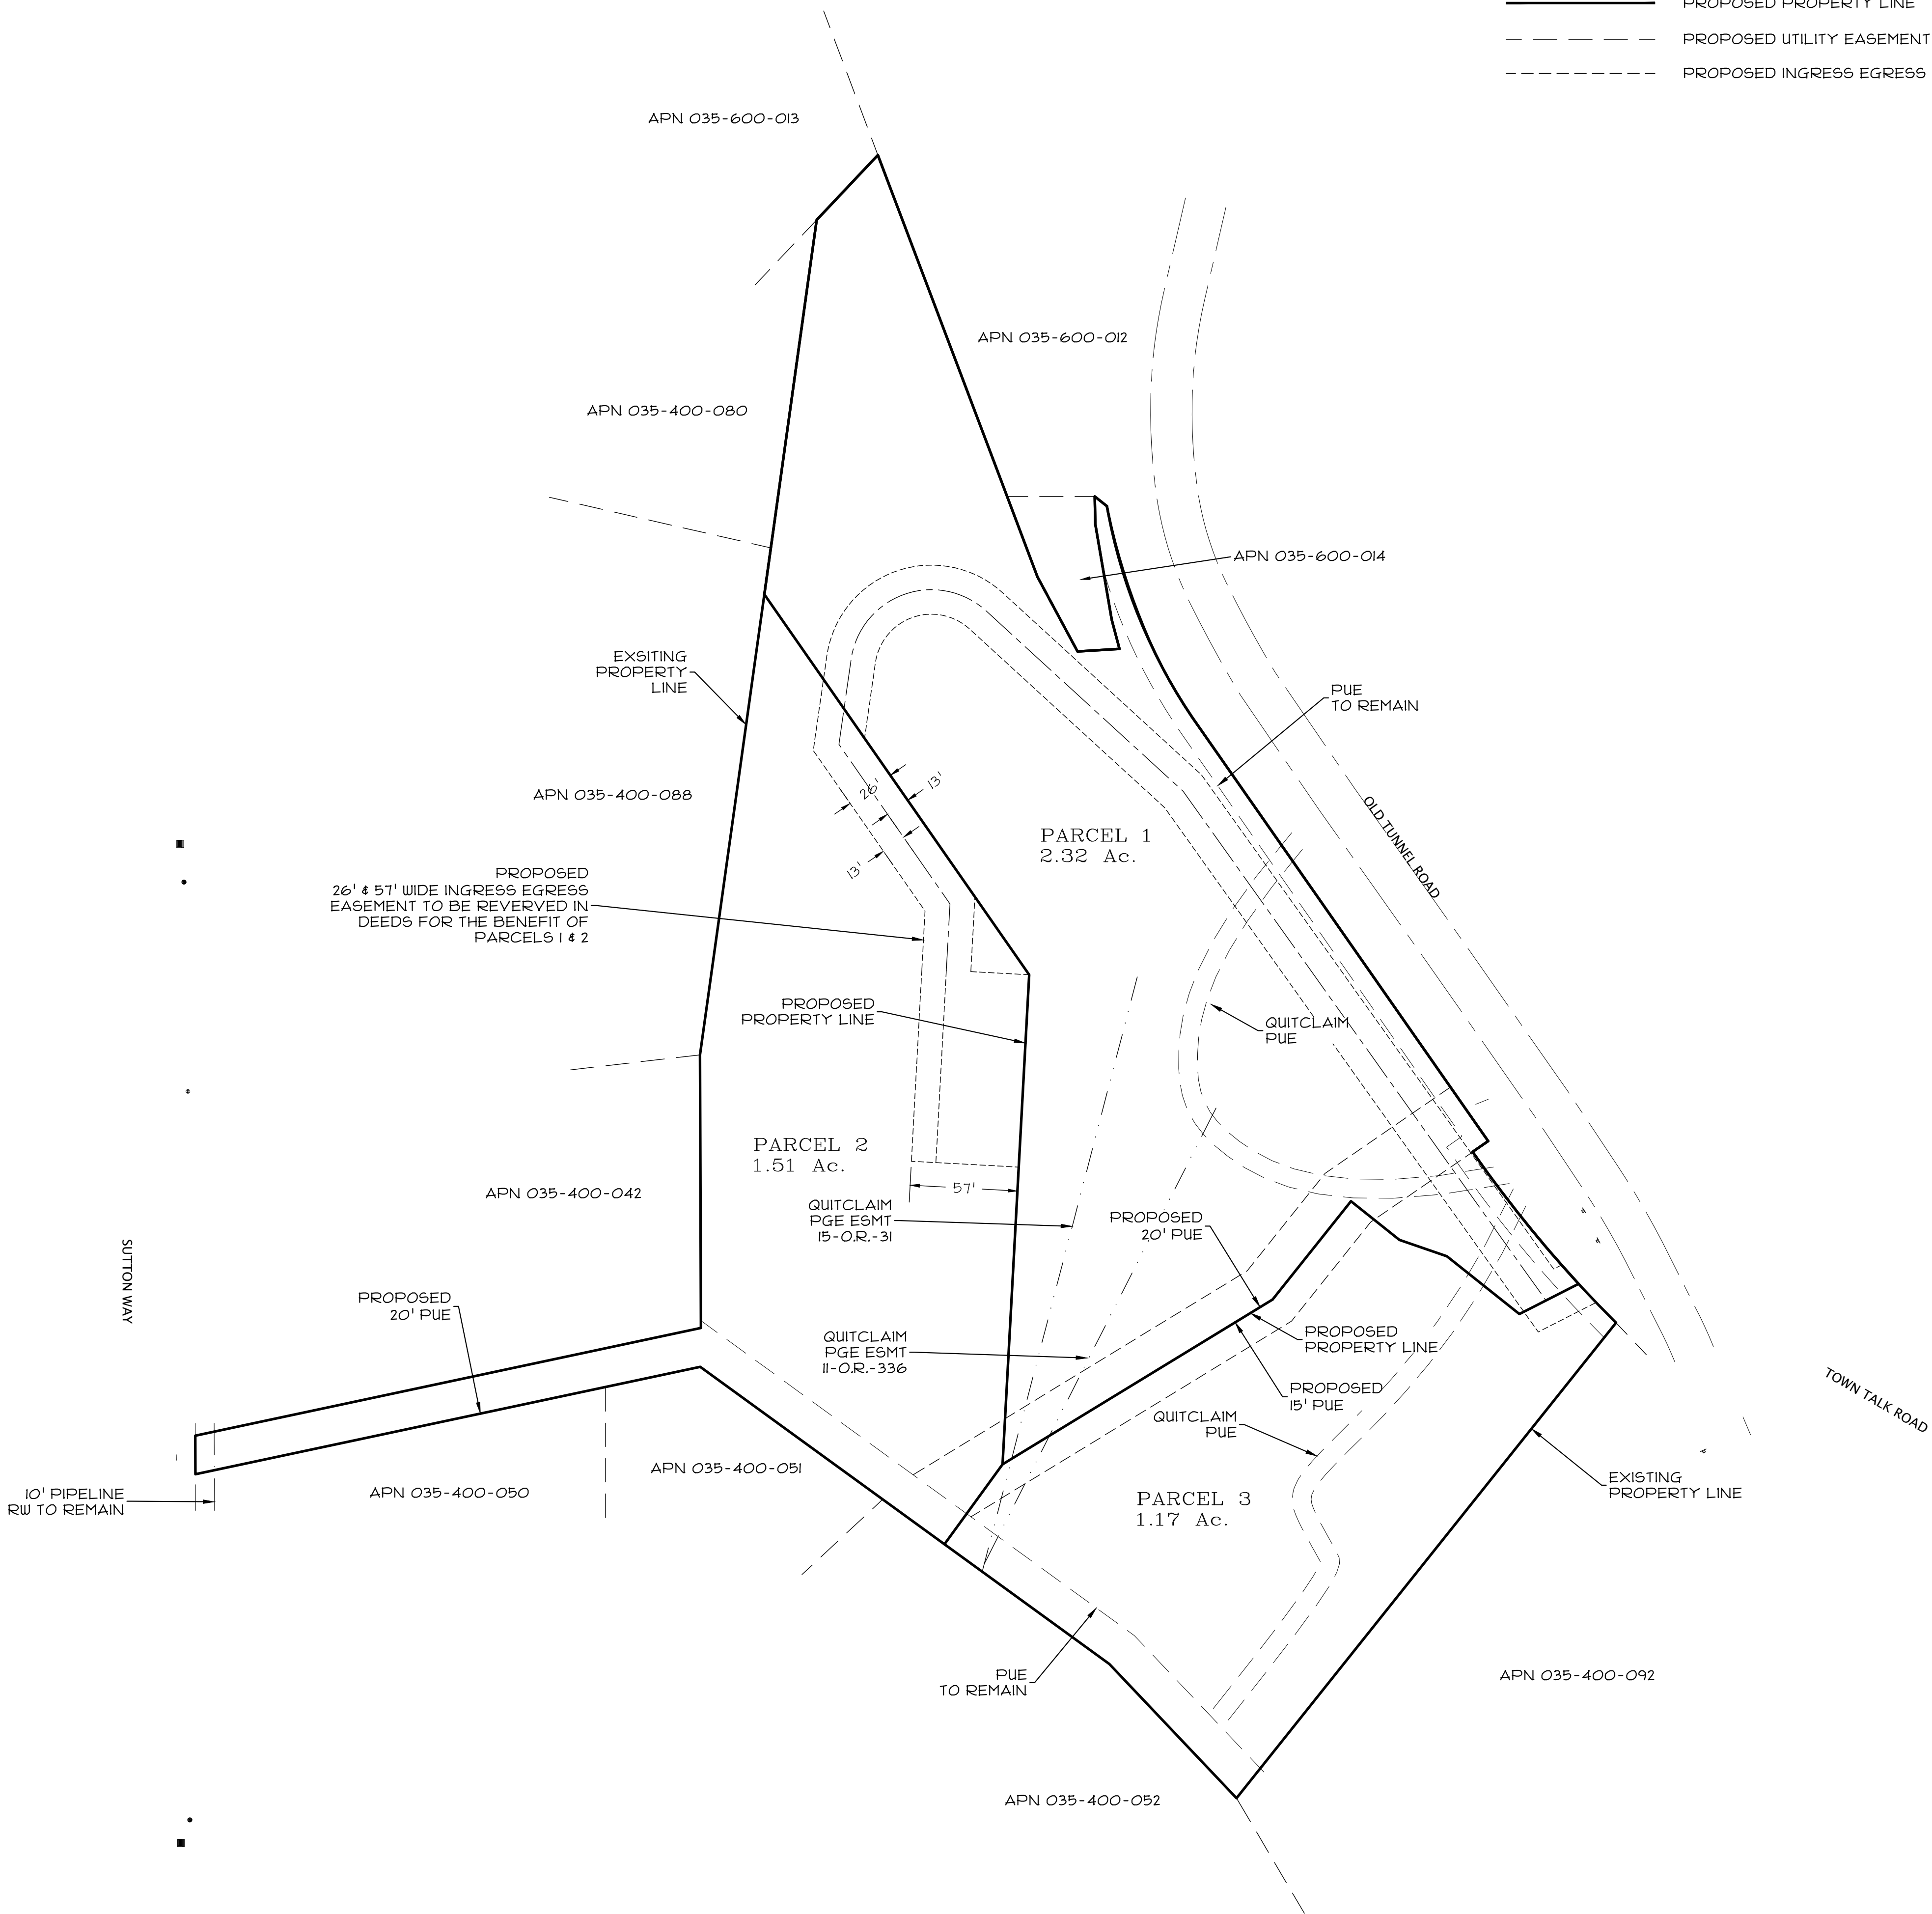 PROPOSED PROPERTY LINE
PROPOSED UTILITY EASEMENT
PROPOSED INGRESS EGRESS
APN 035-600-013
APN 035-600-012
APN 035-400-080
APN 035-600-014
EXSITING
PROPERTY
LINE
PUE
TO REMAIN
APN 035-400-088
26'
13'
13'
PARCEL 1
2.32 Ac.
OLD TUNNEL ROAD
PROPOSED
26' & 57' WIDE INGRESS EGRESS
EASEMENT TO BE REVERVED IN
DEEDS FOR THE BENEFIT OF
PARCELS 1 & 2
PROPOSED
PROPERTY LINE
QUITCLAIM
PUE
PARCEL 2
1.51 Ac.
57'
APN 035-400-042
QUITCLAIM
PGE ESMT
15-O.R.-31
PROPOSED
20' PUE
SUTTON WAY
PROPOSED
20' PUE
QUITCLAIM
PGE ESMT
11-O.R.-336
PROPOSED
PROPERTY LINE
PROPOSED
15' PUE
TOWN TALK ROAD
QUITCLAIM
PUE
APN 035-400-051
APN 035-400-050
10' PIPELINE
RW TO REMAIN
PARCEL 3
1.17 Ac.
EXISTING
PROPERTY LINE
PUE
TO REMAIN
APN 035-400-092
APN 035-400-052